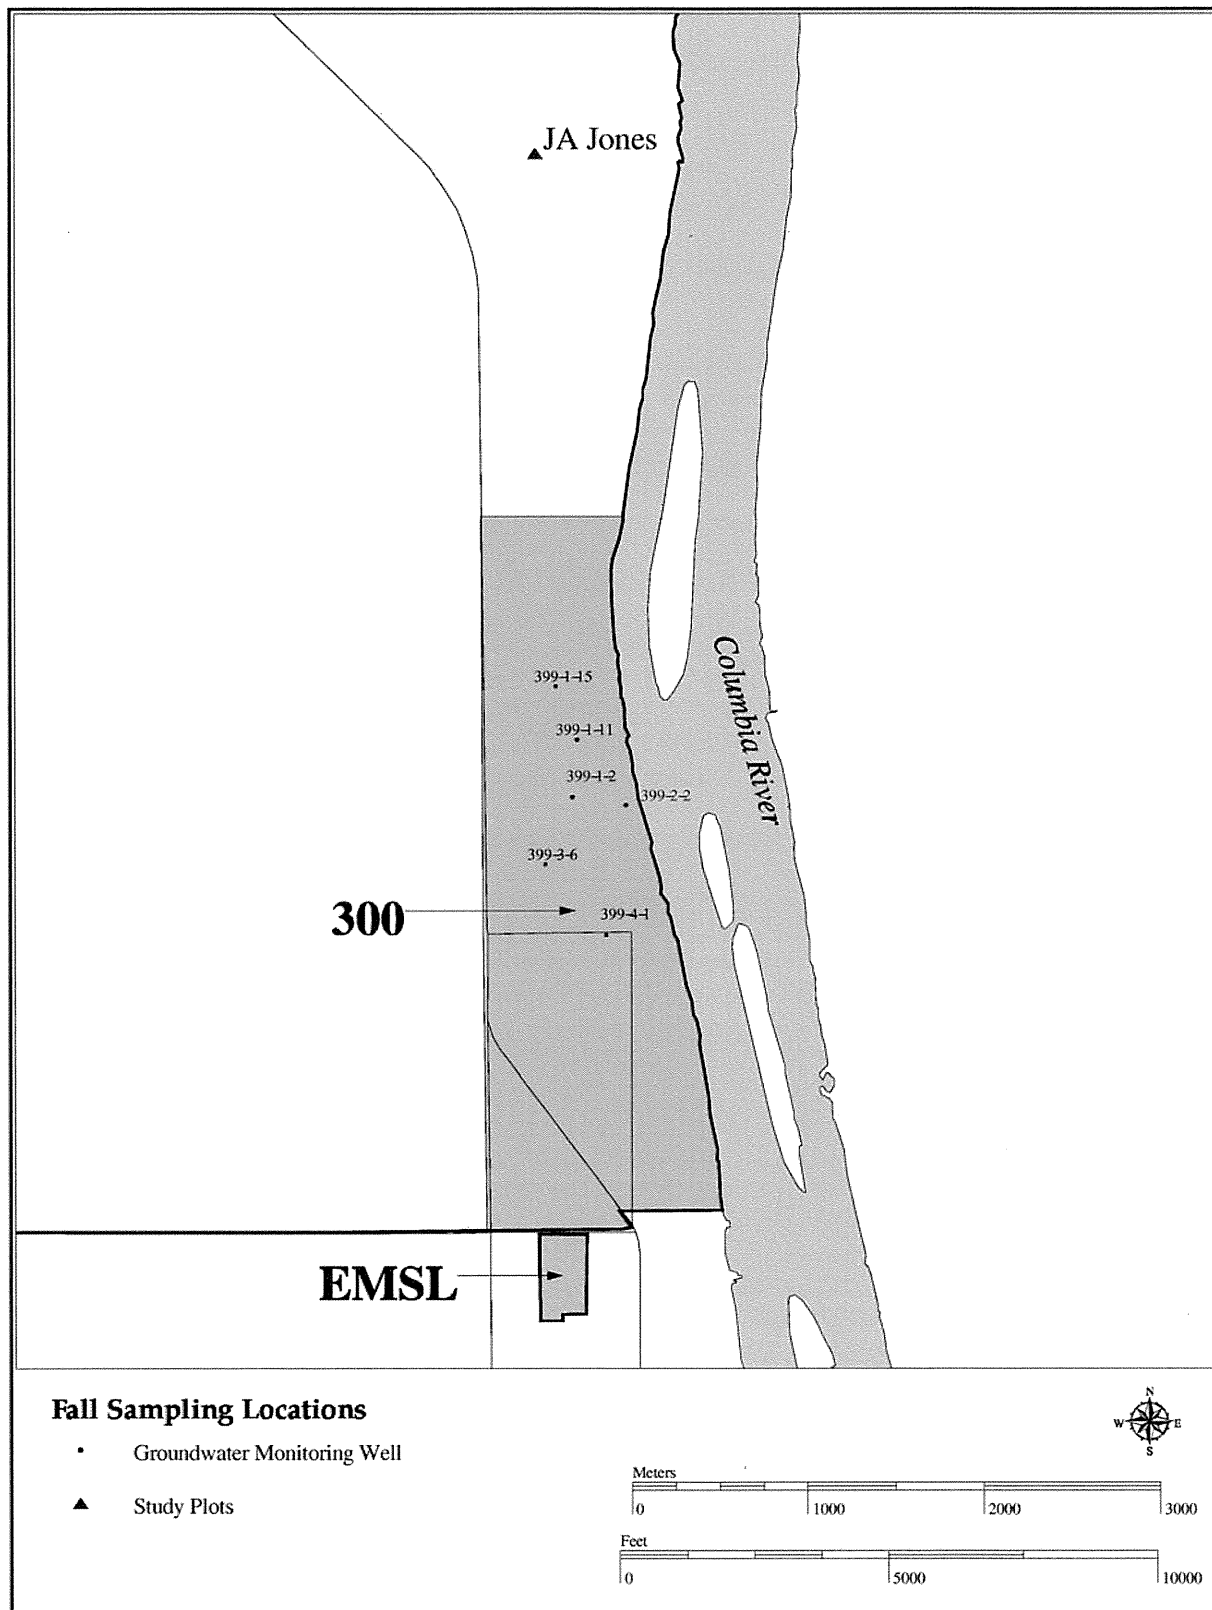 JA Jones
Columbia River
399-1-15
399-1-11
399-1-2
399-2-2
399-3-6
399-4-1
300
EMSL
Fall Sampling Locations
Groundwater Monitoring Well
Study Plots
N
W E
S
Meters
0 1000 2000 3000
Feet
0 5000 10000